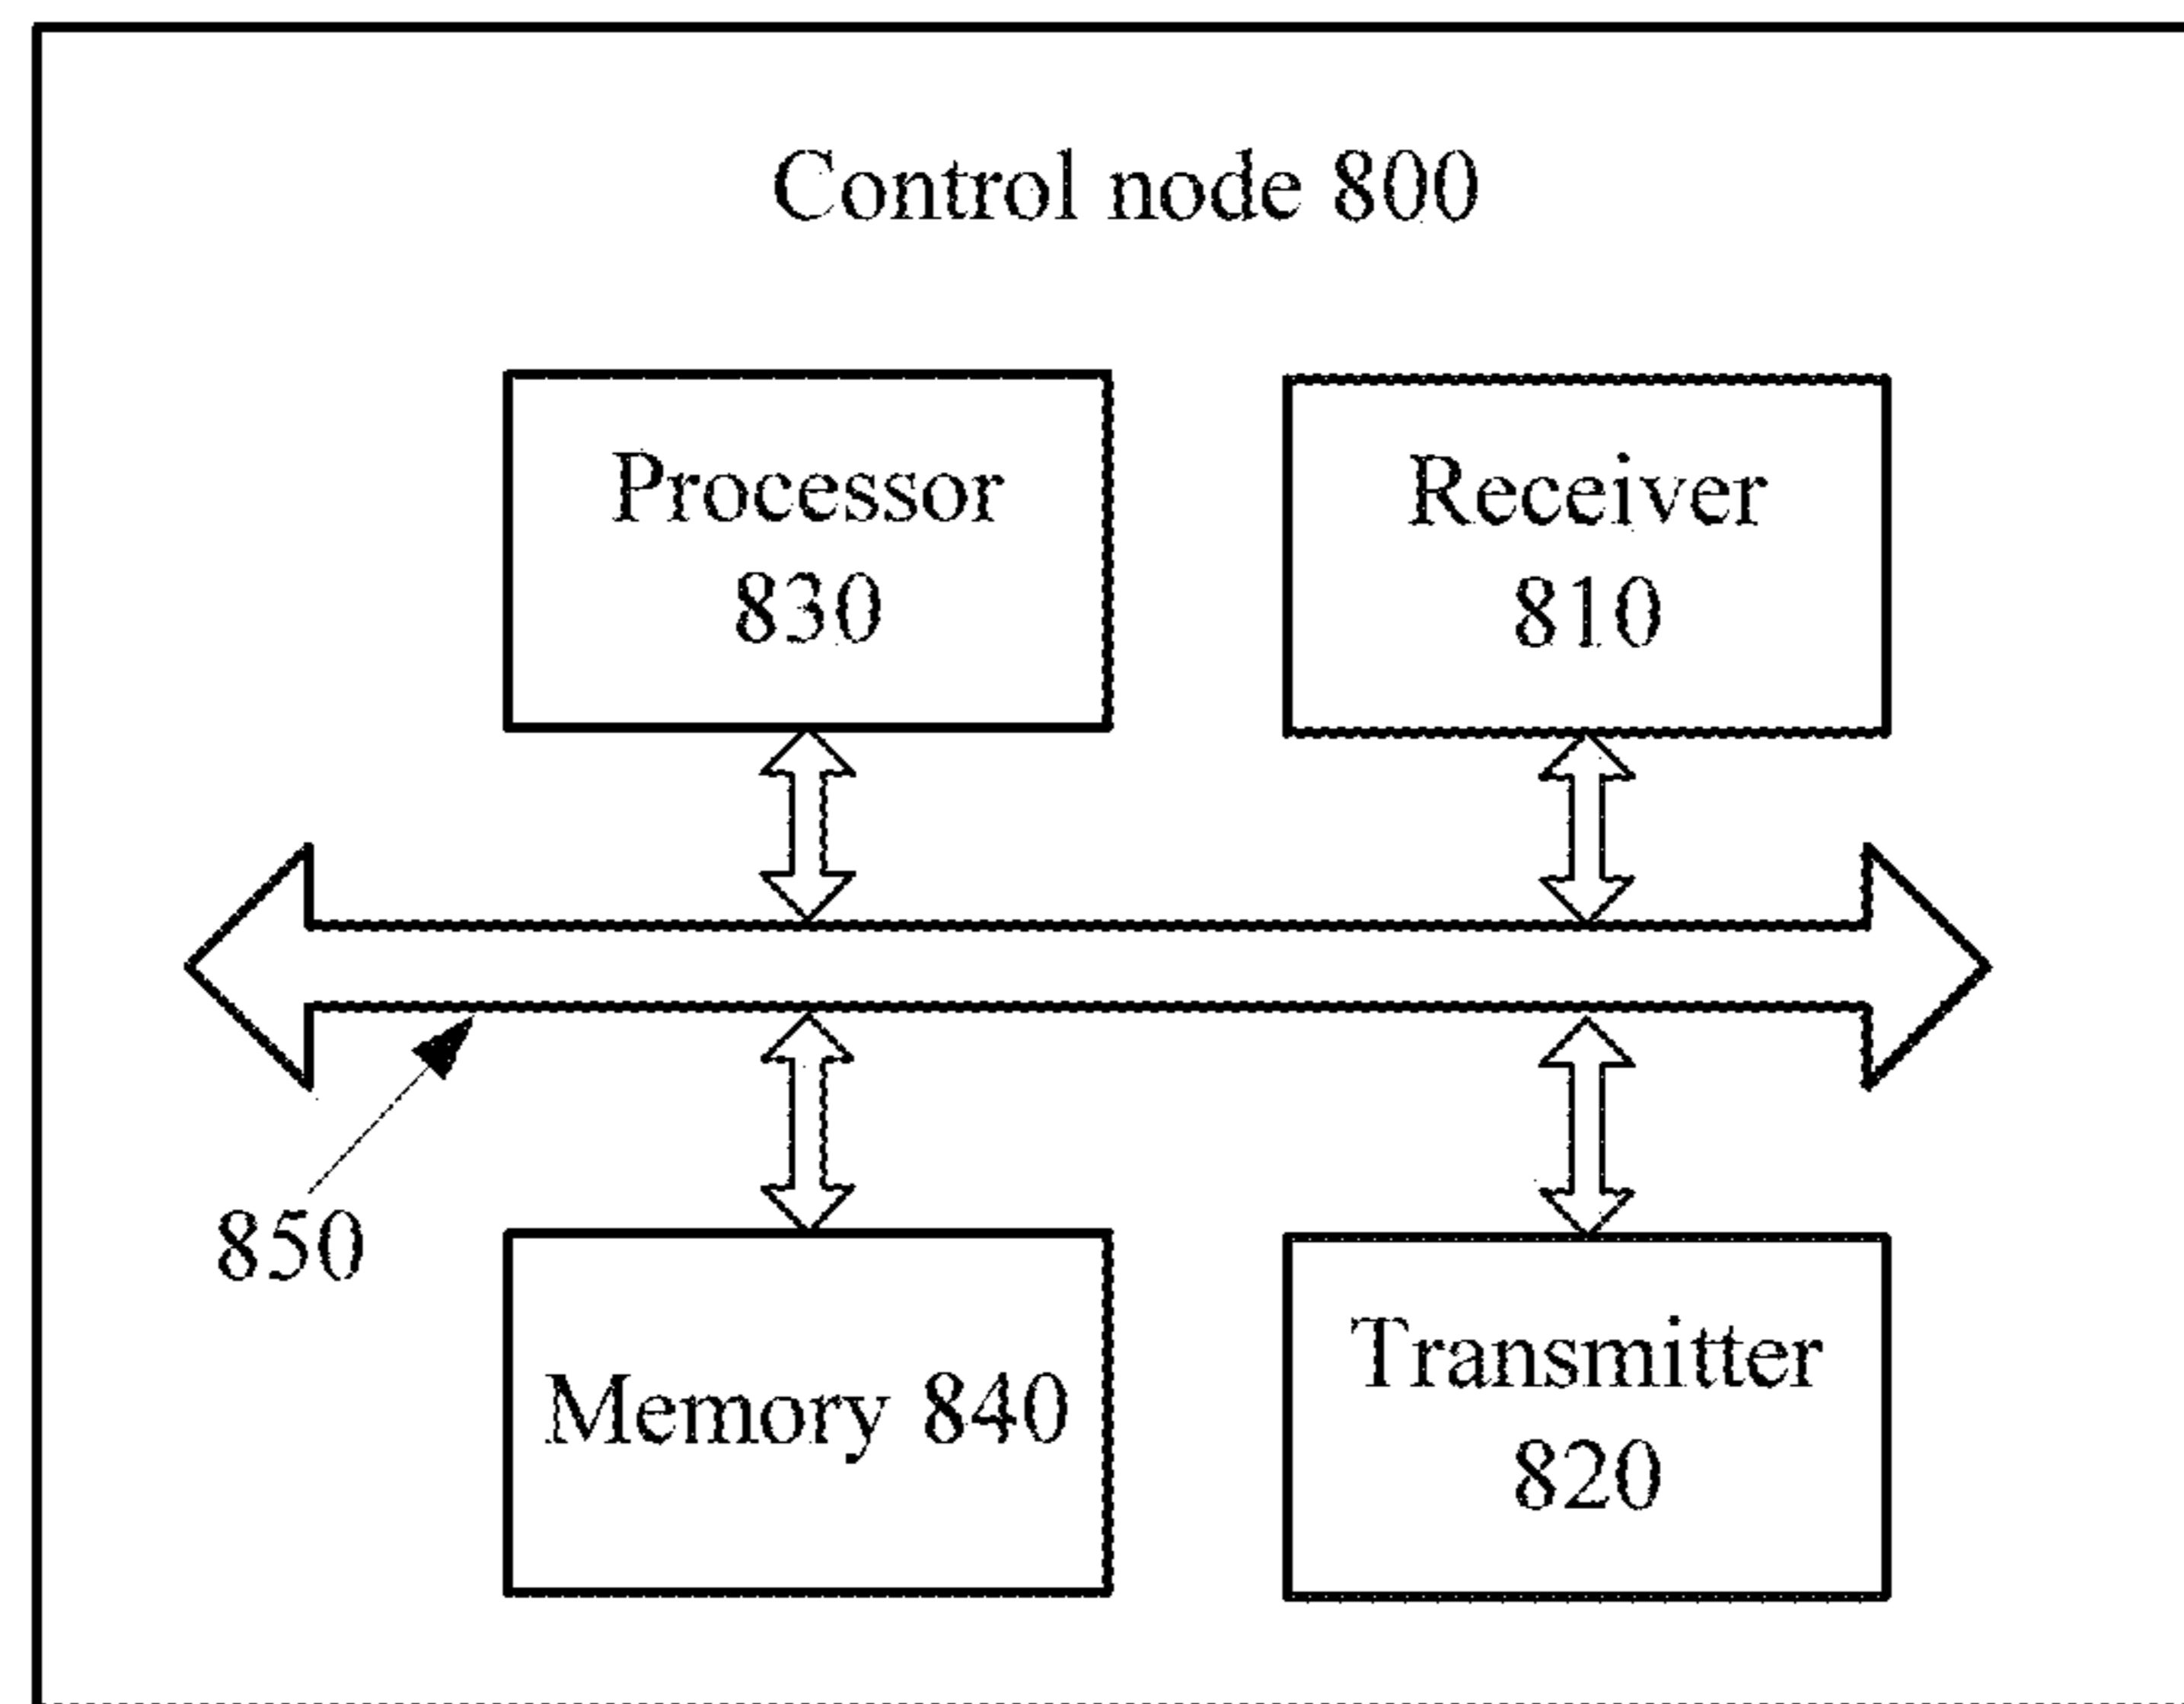 Control node 800
Processor
830
Receiver
810
850
Memory 840
Transmitter
820